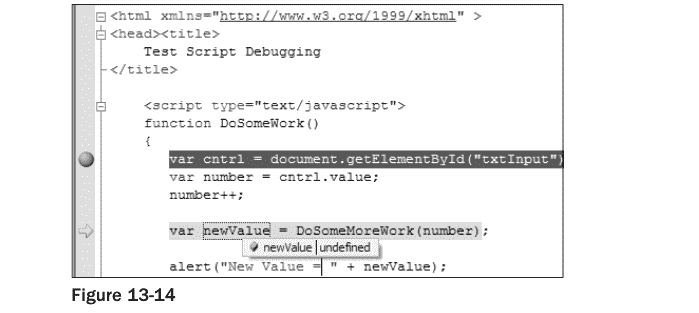 <html xmlns="http://www.w3.org/1999/xhtml" >
<head><title>
Test Script Debugging
</title>
<script type="text/javascript">
function DoSomeWork()
{
var cntrl = document.getElementById("txtInput")
var number = cntrl.value;
number++;
var newValue = DoSomeMoreWork(number);
newValue undefined
alert("New Value = " + newValue);
Figure 13-14